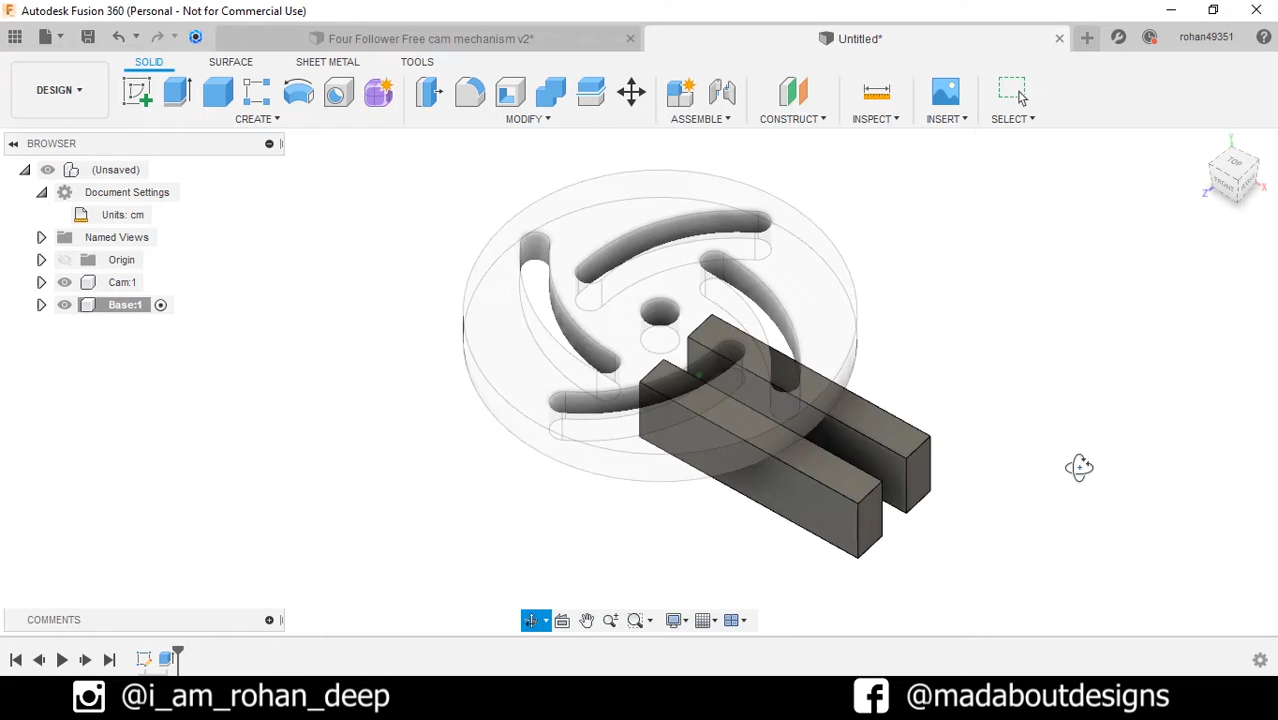 Autodesk Fusion 360 (Personal - Not for Commercial Use)
Four Follower Free cam mechanism v2*
Untitled*
rohan49351
SOLID
SURFACE
SHEET METAL
TOOLS
DESIGN
CREATE
MODIFY
ASSEMBLE
CONSTRUCT
INSPECT
INSERT
SELECT
BROWSER
(Unsaved)
Document Settings
Units: cm
Named Views
Origin
Cam:1
Base:1
Y
TOP
FRONT
X
Z
COMMENTS
@i_am_rohan_deep
@madaboutdesigns